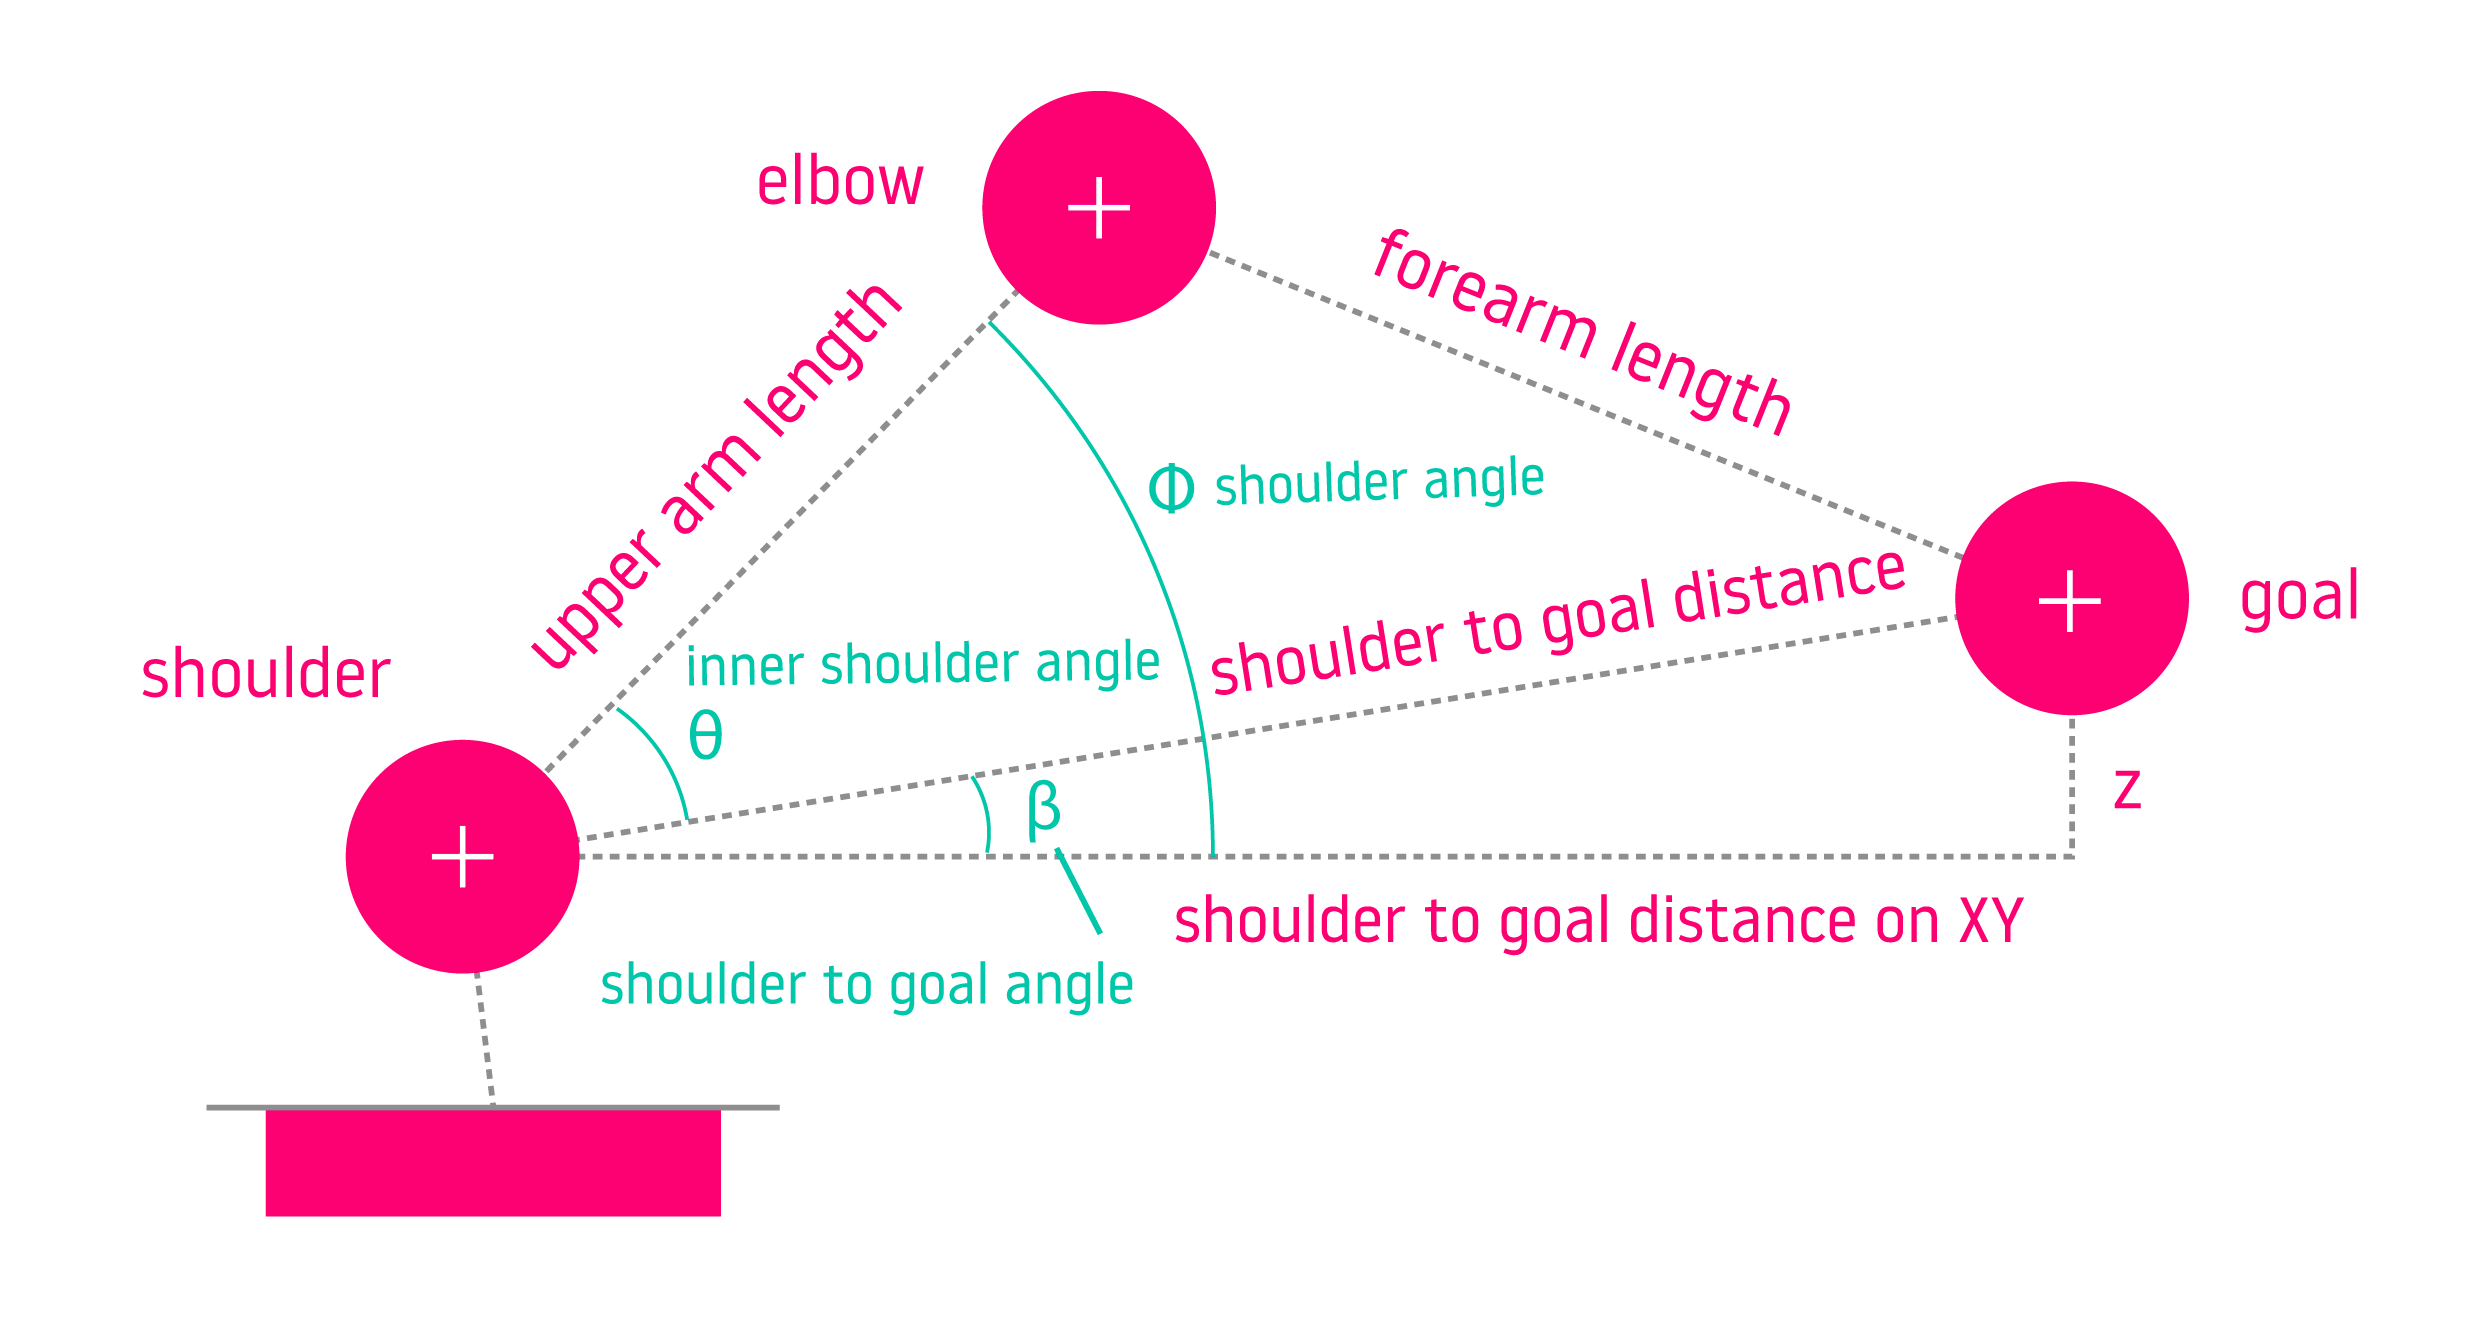 elbow
forearm length
upper arm length
Φ shoulder angle
shoulder to goal distance
goal
inner shoulder angle
shoulder
θ
β
z
shoulder to goal distance on XY
shoulder to goal angle